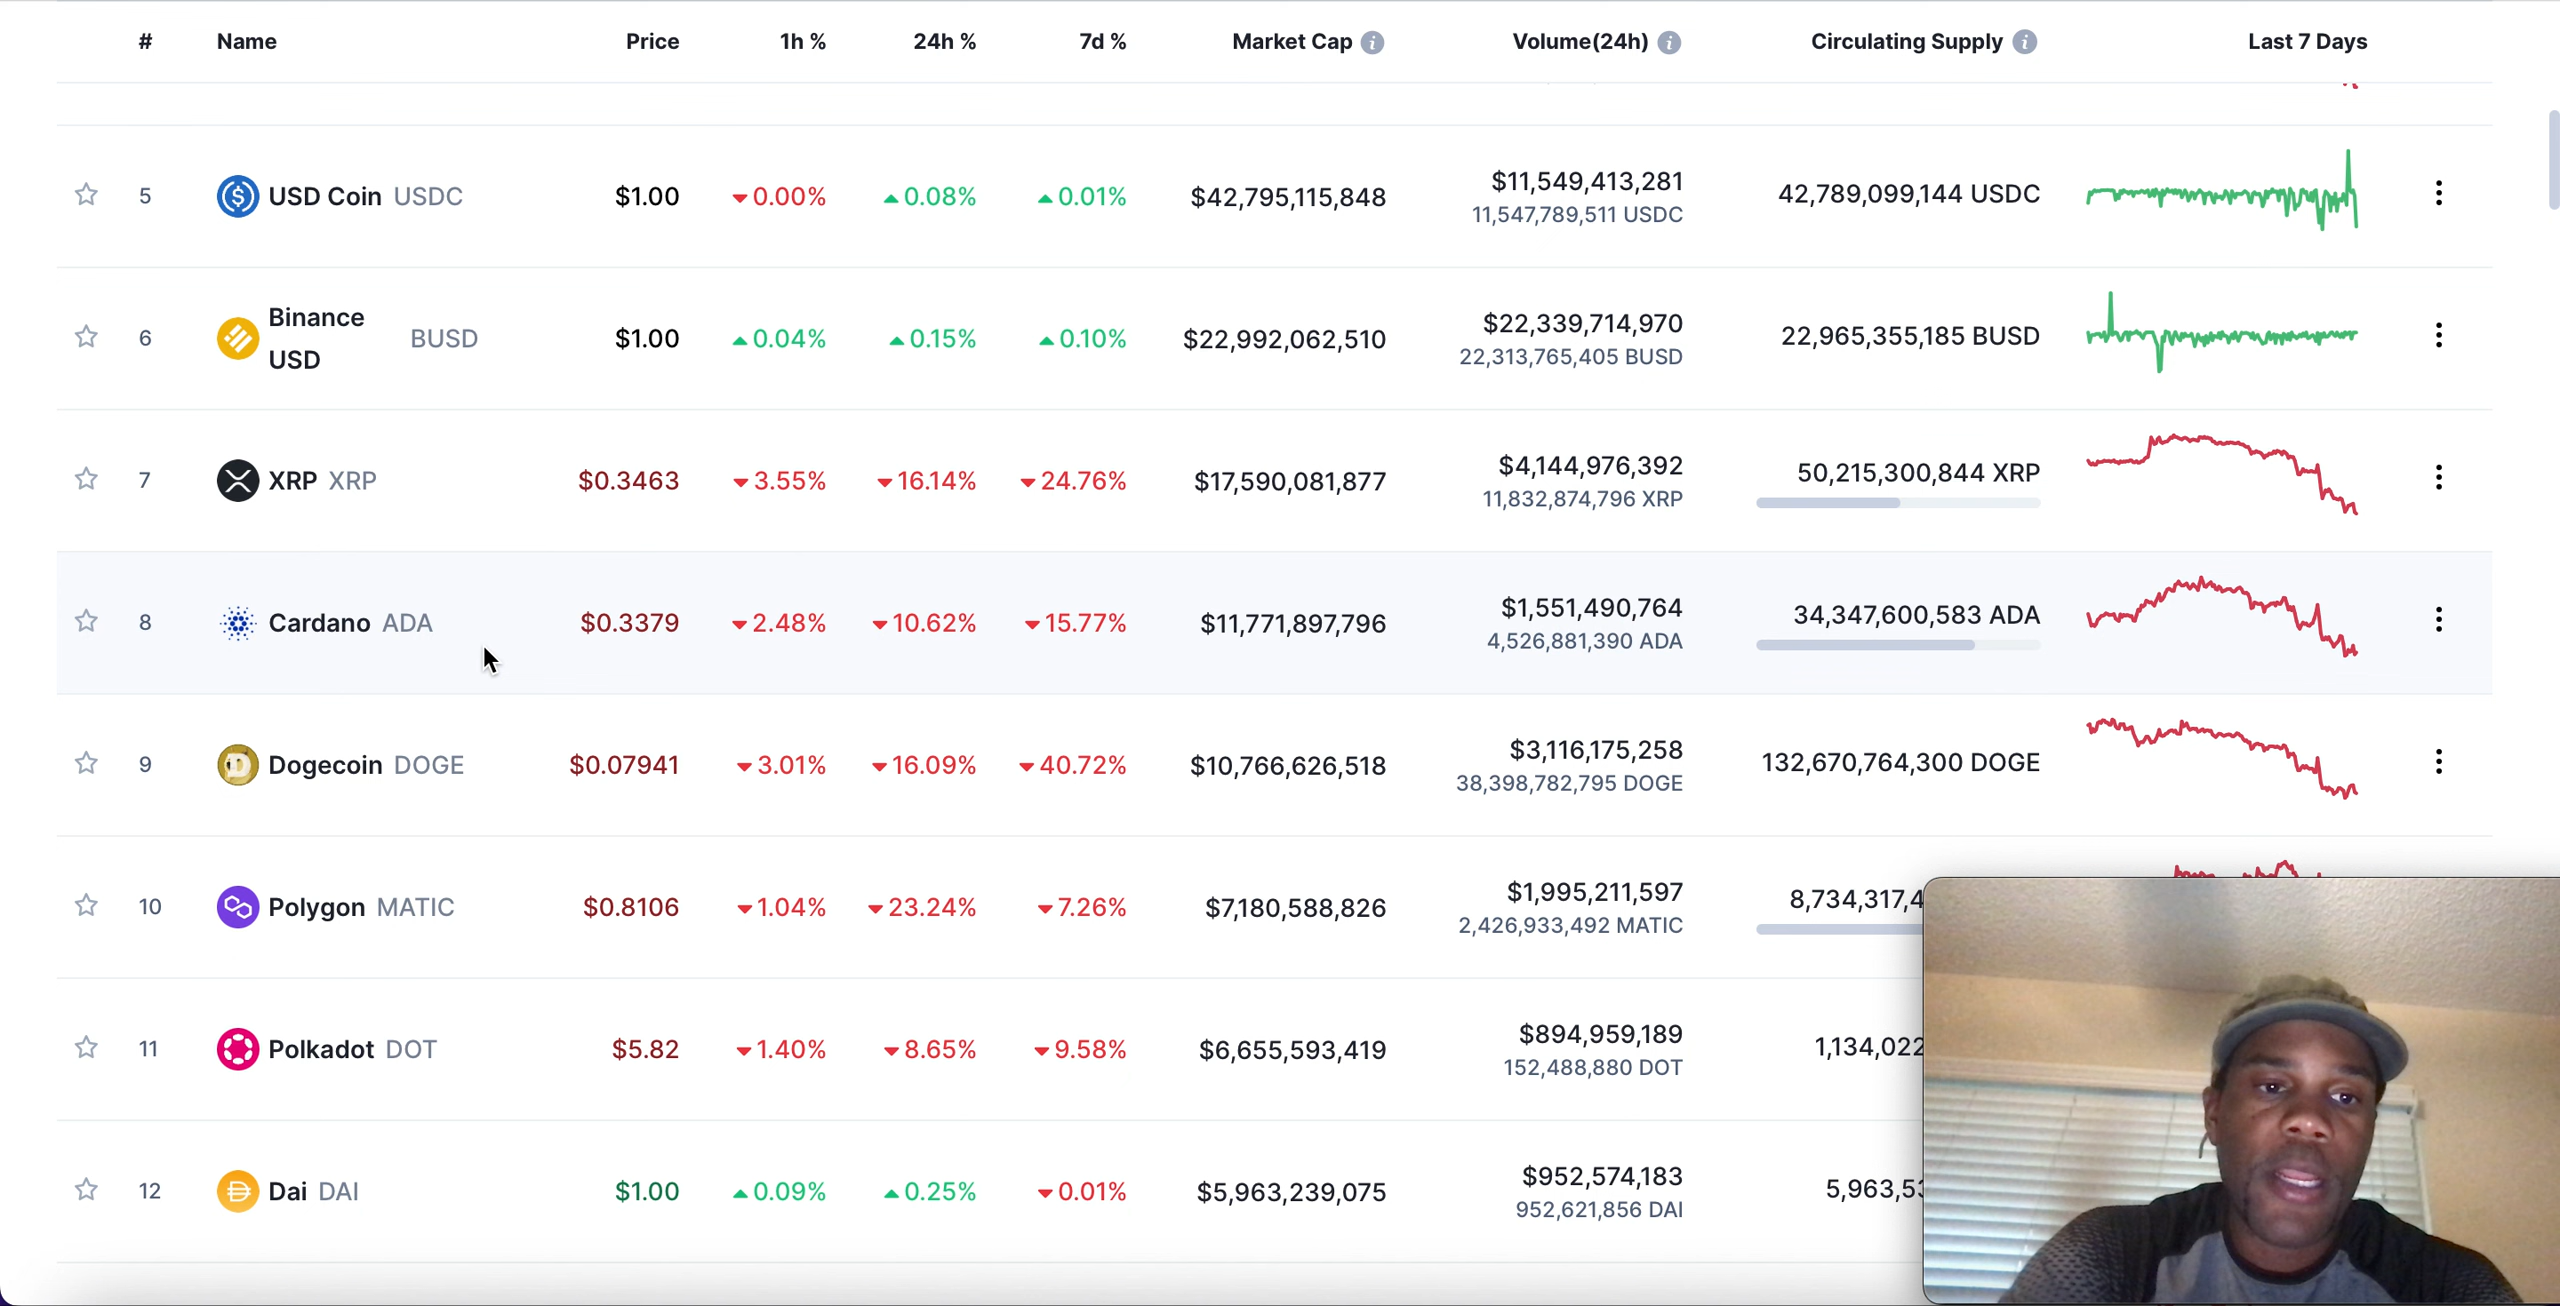 # Name Price 1h % 24h % 7d % Market Cap Volume(24h) Circulating Supply Last 7 Days
5 USD Coin USDC $1.00 0.00% 0.08% 0.01% $42,795,115,848 $11,549,413,281 42,789,099,144 USDC
11,547,789,511 USDC
6 Binance USD BUSD $1.00 0.04% 0.15% 0.10% $22,992,062,510 $22,339,714,970 22,965,355,185 BUSD
22,313,765,405 BUSD
7 XRP XRP $0.3463 3.55% 16.14% 24.76% $17,590,081,877 $4,144,976,392 50,215,300,844 XRP
11,832,874,796 XRP
8 Cardano ADA $0.3379 2.48% 10.62% 15.77% $11,771,897,796 $1,551,490,764 34,347,600,583 ADA
4,526,881,390 ADA
9 Dogecoin DOGE $0.07941 3.01% 16.09% 40.72% $10,766,626,518 $3,116,175,258 132,670,764,300 DOGE
38,398,782,795 DOGE
10 Polygon MATIC $0.8106 1.04% 23.24% 7.26% $7,180,588,826 $1,995,211,597 8,734,317,4
2,426,933,492 MATIC
11 Polkadot DOT $5.82 1.40% 8.65% 9.58% $6,655,593,419 $894,959,189 1,134,022
152,488,880 DOT
12 Dai DAI $1.00 0.09% 0.25% 0.01% $5,963,239,075 $952,574,183 5,963,53
952,621,856 DAI